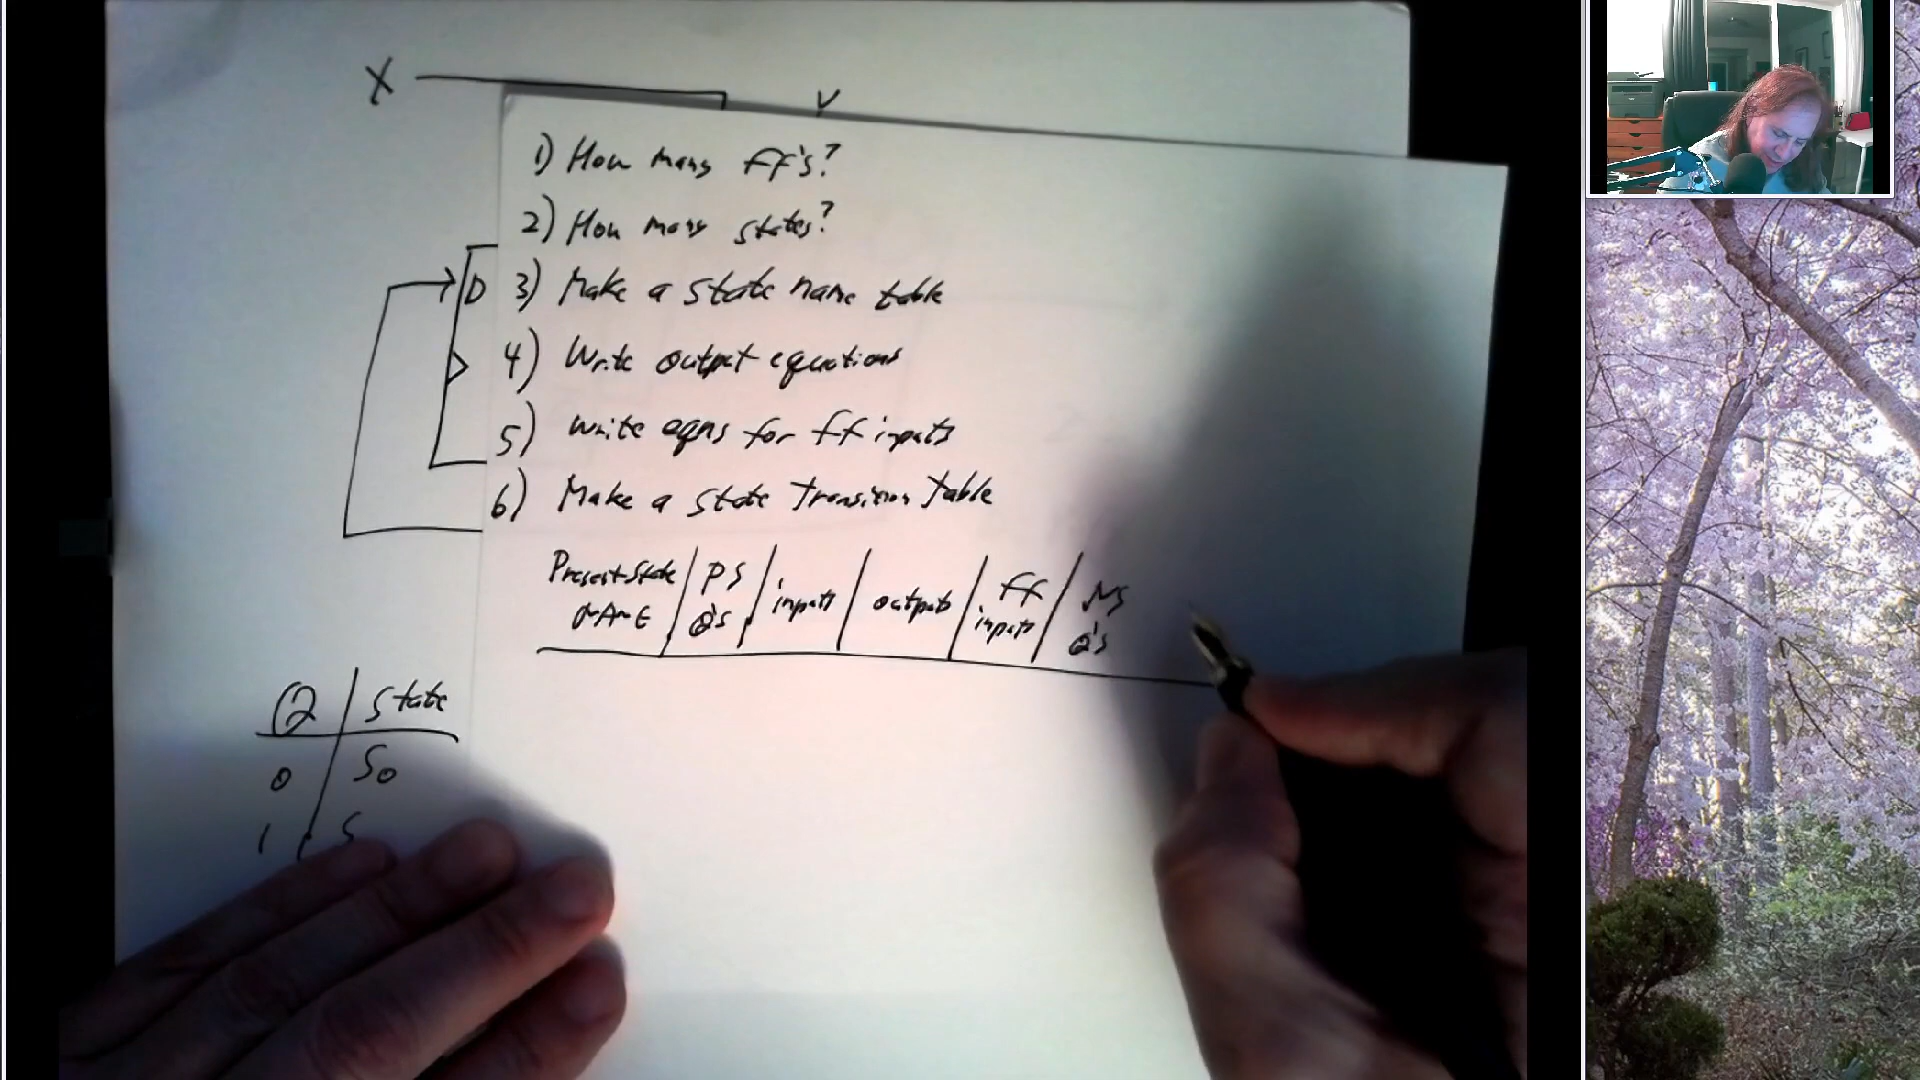 X
Y
1) How many ff's?
2) How many states?
D
3) Make a state name table
4) Write output equations
5) write eqns for ff inputs
6) Make a state transition table
Present state NAME | PS Q's | inputs | outputs | ff inputs | NS Q's
Q | State
0 | S0
1 | S